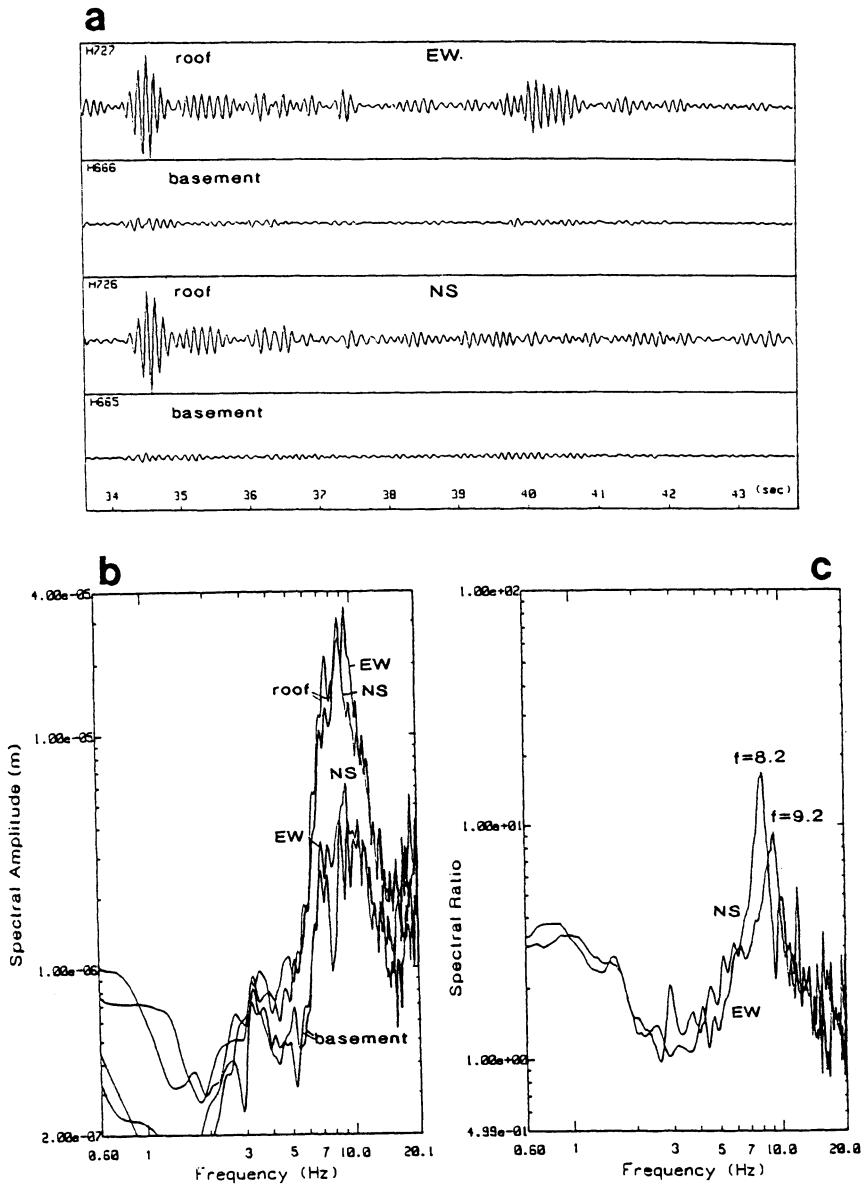 a
H727 roof EW.
H666 basement
H726 roof NS
H665 basement
34 35 36 37 38 39 40 41 42 43 (sec)
b
4.00e-05
EW
roof NS
1.00e-05
NS
EW
1.00e-06
basement
2.00e-07
0.60 1 3 5 7 10.0 20.1
Spectral Amplitude (m)
Frequency (Hz)
c
1.00e+02
f=8.2
1.00e+01
f=9.2
NS
EW
1.00e+00
4.99e-01
0.60 1 3 5 7 10.0 20.0
Spectral Ratio
Frequency (Hz)